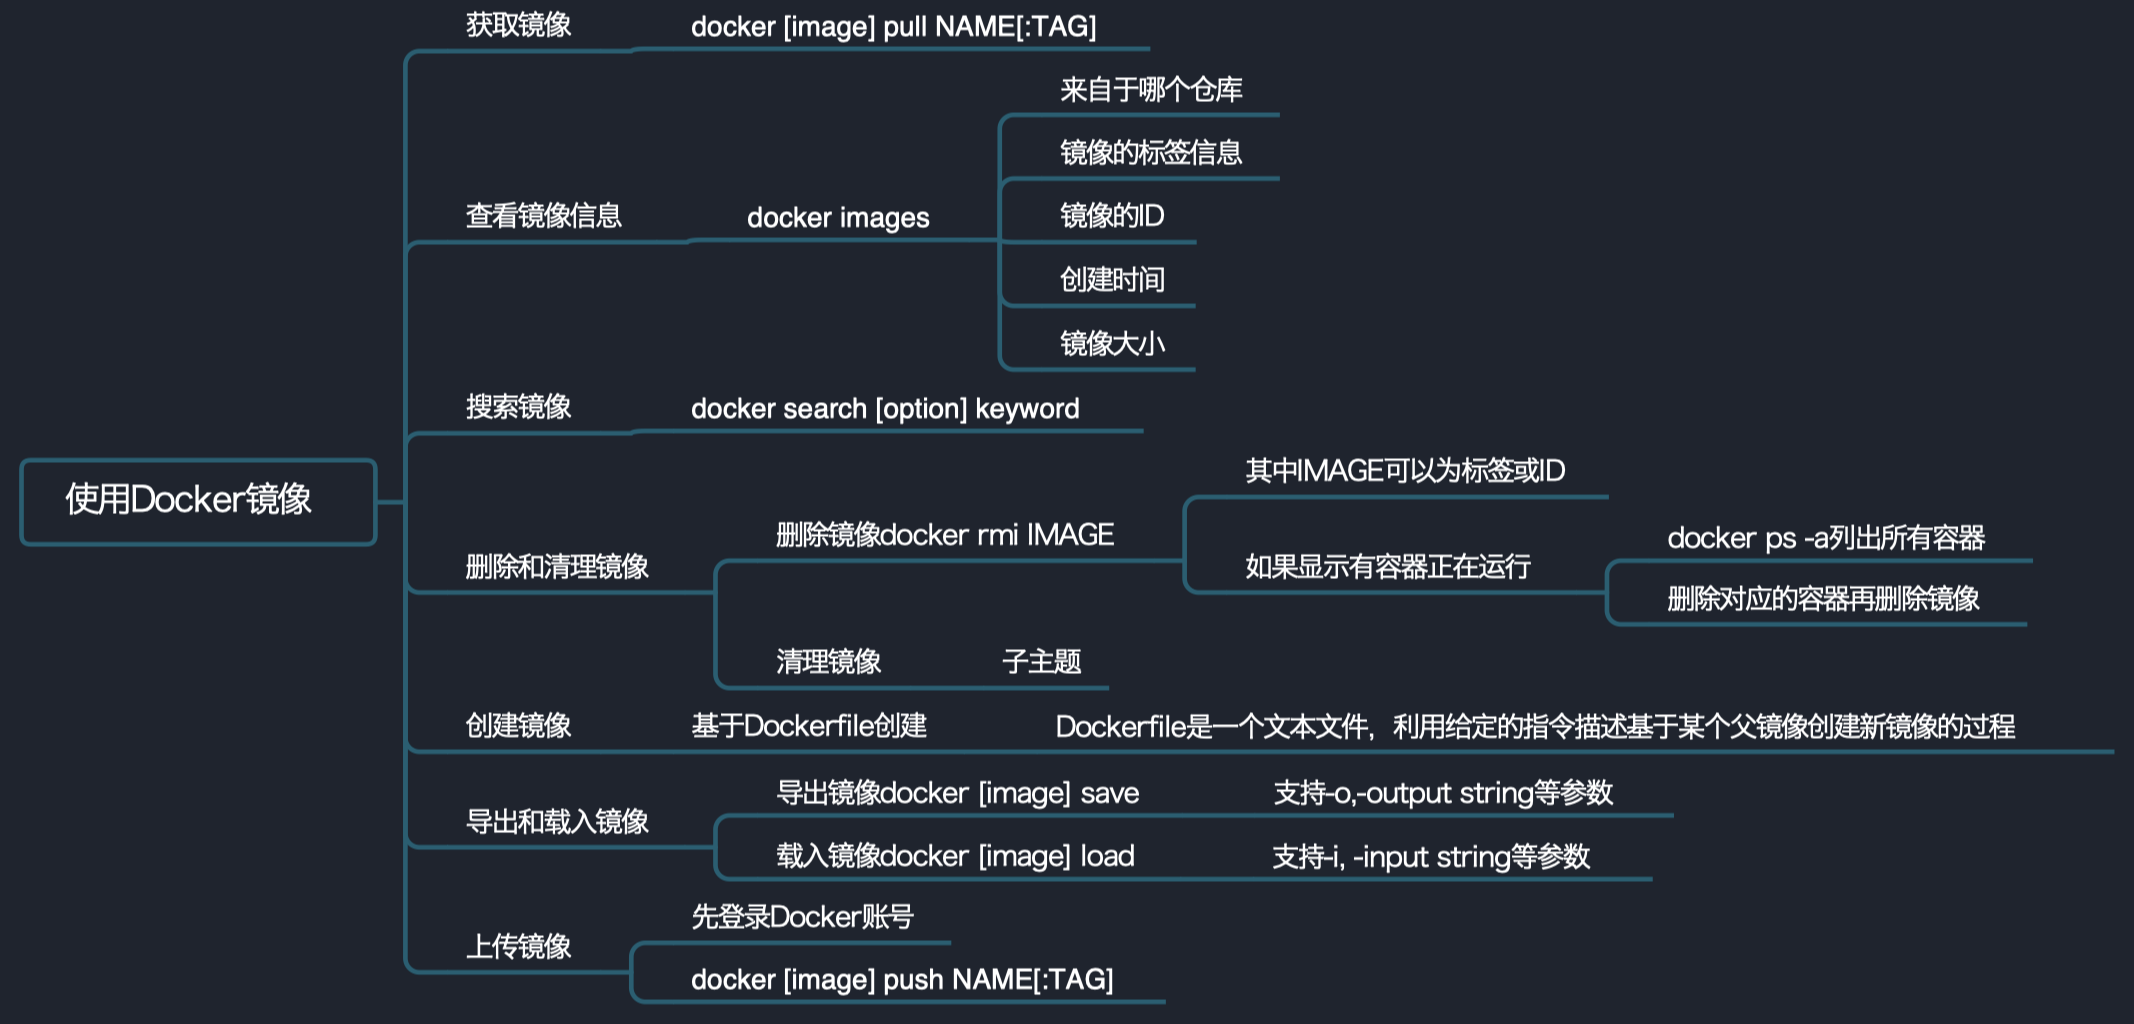 获取镜像
docker [image] pull NAME[:TAG]
来自于哪个仓库
镜像的标签信息
查看镜像信息
docker images
镜像的ID
创建时间
镜像大小
搜索镜像
docker search [option] keyword
使用Docker镜像
其中IMAGE可以为标签或ID
删除镜像docker rmi IMAGE
docker ps -a列出所有容器
删除和清理镜像
如果显示有容器正在运行
删除对应的容器再删除镜像
清理镜像
子主题
创建镜像
基于Dockerfile创建
Dockerfile是一个文本文件，利用给定的指令描述基于某个父镜像创建新镜像的过程
导出镜像docker [image] save
支持-o,-output string等参数
导出和载入镜像
载入镜像docker [image] load
支持-i, -input string等参数
先登录Docker账号
上传镜像
docker [image] push NAME[:TAG]